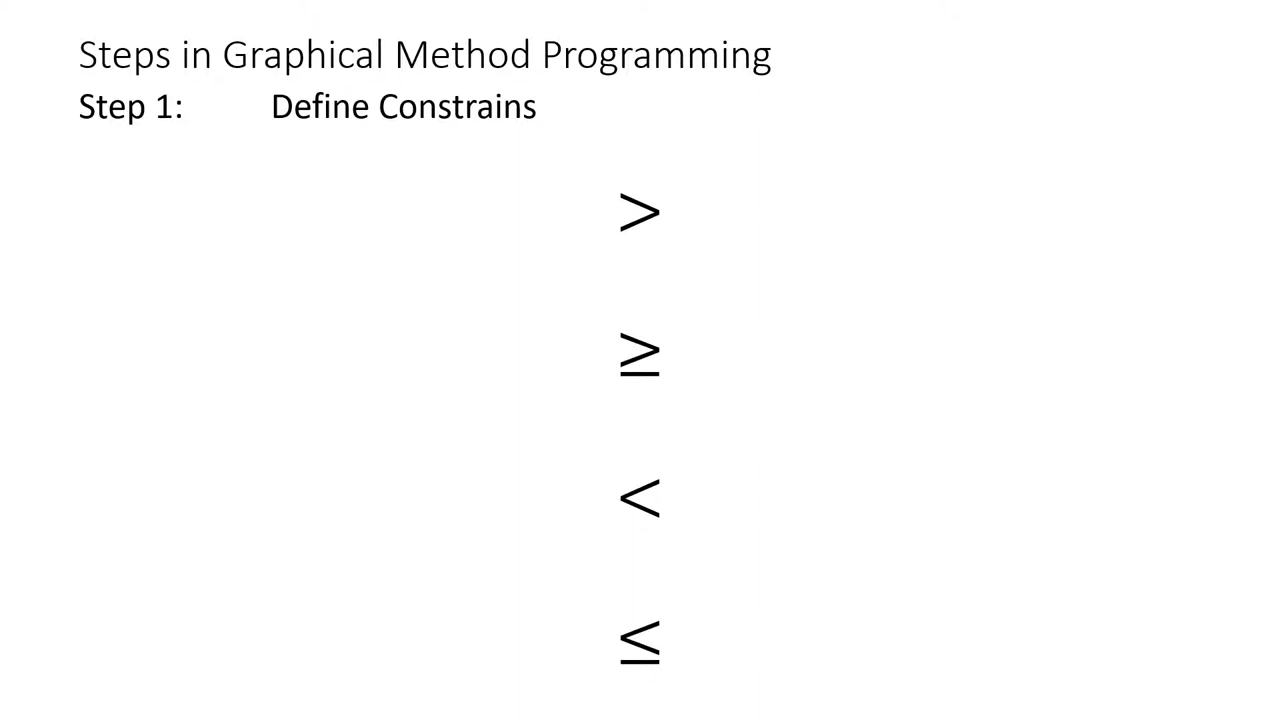 Steps in Graphical Method Programming
Step 1: Define Constrains
>
≥
<
≤